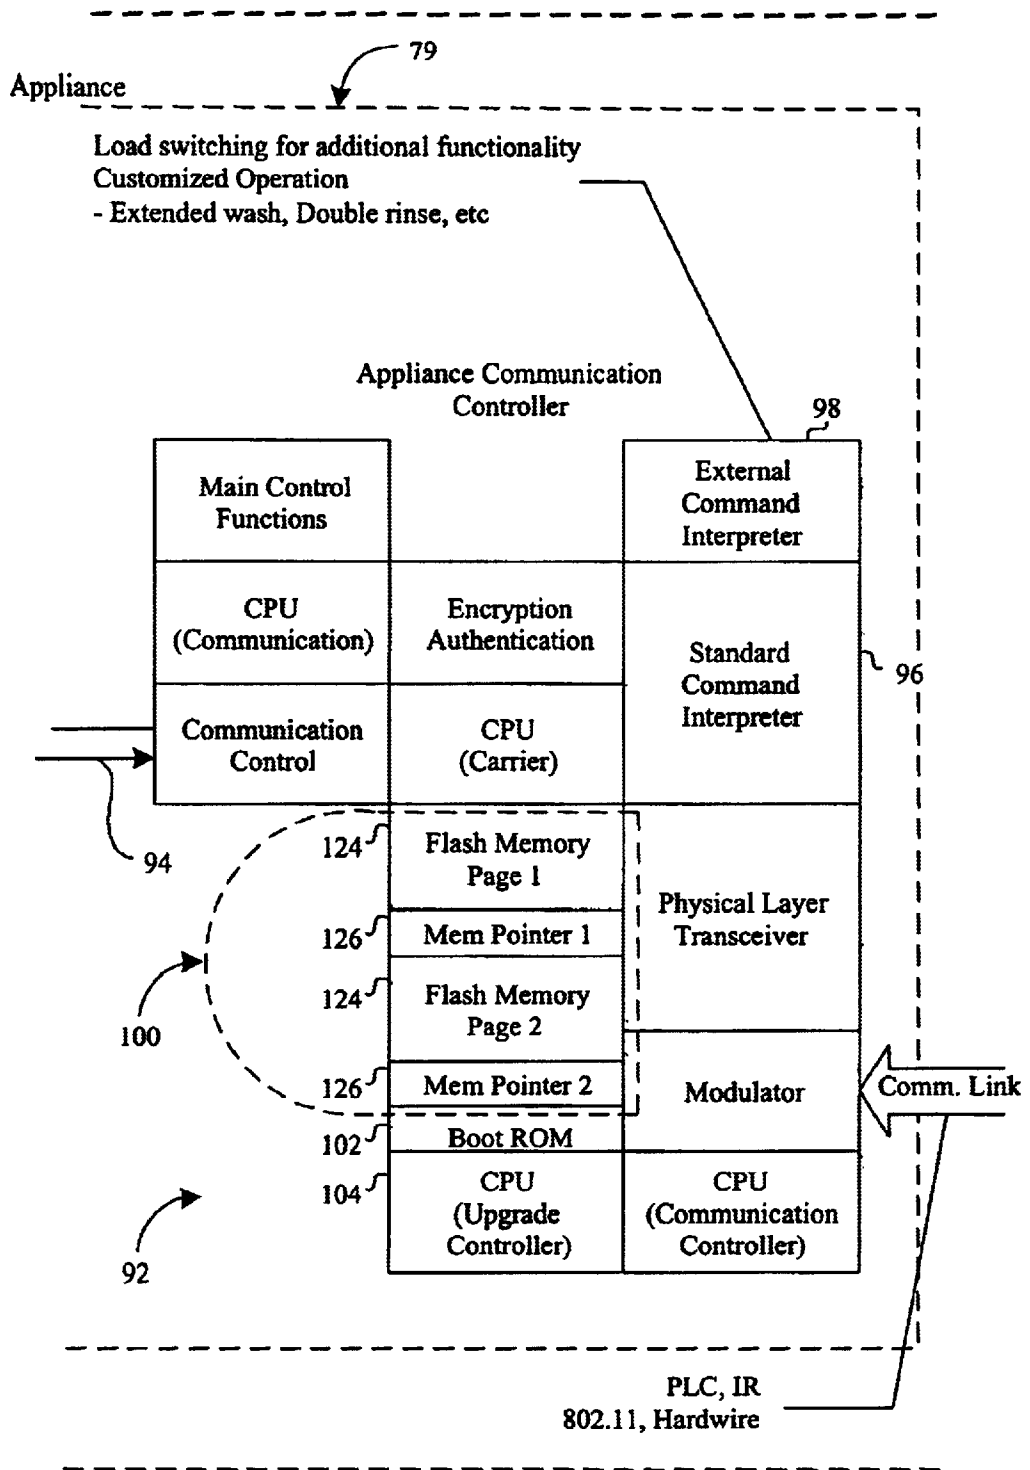 79
Appliance
Load switching for additional functionality
Customized Operation
- Extended wash, Double rinse, etc
Appliance Communication
Controller
98
Main Control
Functions
External
Command
Interpreter
CPU
(Communication)
Encryption
Authentication
Standard
Command
Interpreter
96
Communication
Control
CPU
(Carrier)
94
124
Flash Memory
Page 1
Physical Layer
Transceiver
126
Mem Pointer 1
124
Flash Memory
Page 2
100
126
Mem Pointer 2
Modulator
Comm. Link
102
Boot ROM
104
CPU
(Upgrade
Controller)
CPU
(Communication
Controller)
92
PLC, IR
802.11, Hardwire